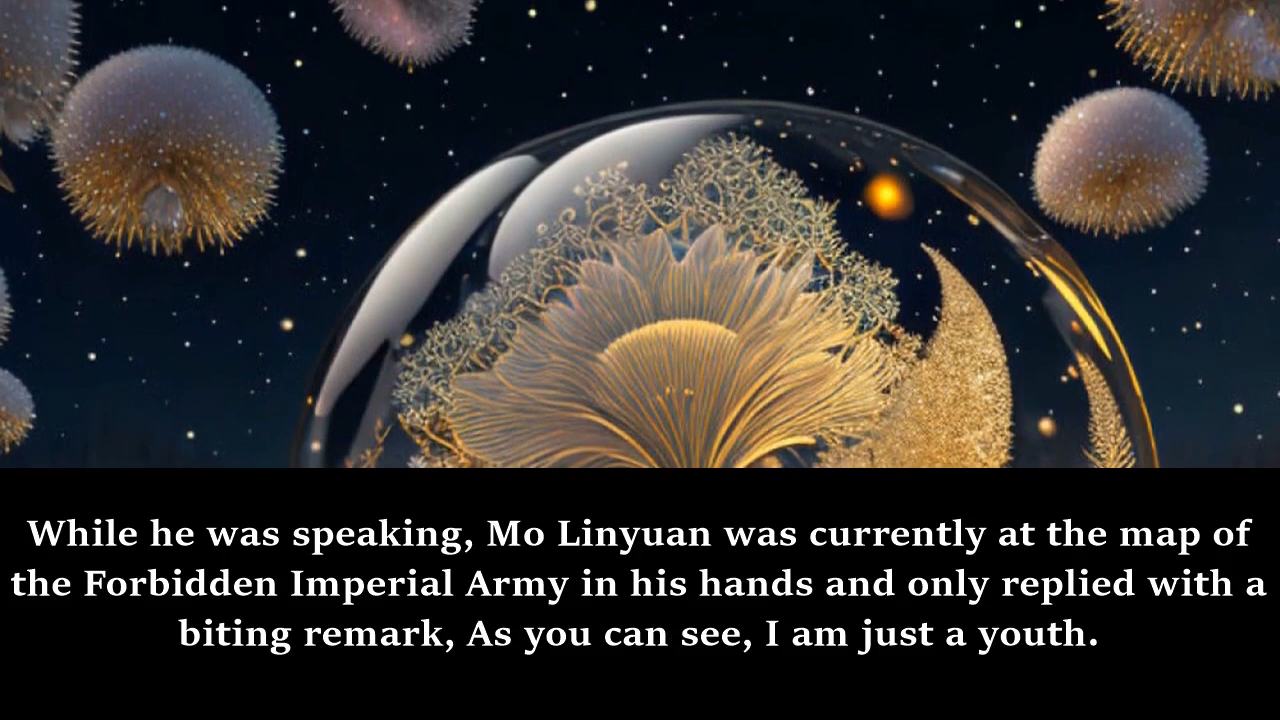 While he was speaking, Mo Linyuan was currently at the map of
the Forbidden Imperial Army in his hands and only replied with a
biting remark, As you can see, I am just a youth.